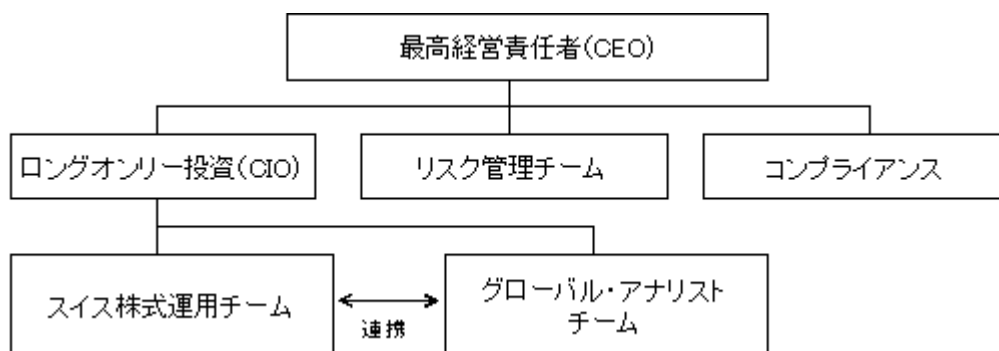 最高経営責任者(CEO)
ロングオンリー投資(CIO)
リスク管理チーム
コンプライアンス
スイス株式運用チーム
連携
グローバル・アナリスト
チーム